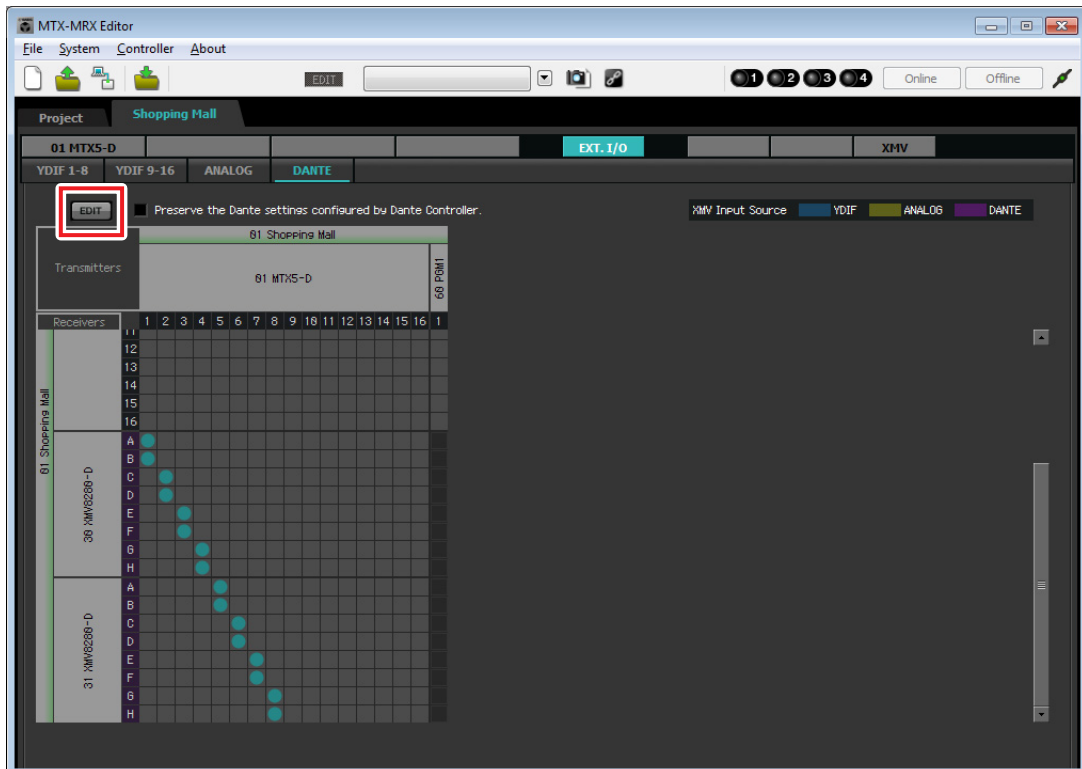 MTX-MRX Editor
File System Controller About
EDIT 1 2 3 4 Online Offline
Project Shopping Mall
01 MTX5-D EXT. I/O XMV
YDIF 1-8 YDIF 9-16 ANALOG DANTE
EDIT Preserve the Dante settings configured by Dante Controller. XMV Input Source YDIF ANALOG DANTE
01 Shopping Mall
Transmitters 01 MTX5-D 60 PGM1
Receivers 1 2 3 4 5 6 7 8 9 10 11 12 13 14 15 16 1
01 Shopping Mall
11
12
13
14
15
16
30 XMV8280-D
A
B
C
D
E
F
G
H
31 XMV8280-D
A
B
C
D
E
F
G
H